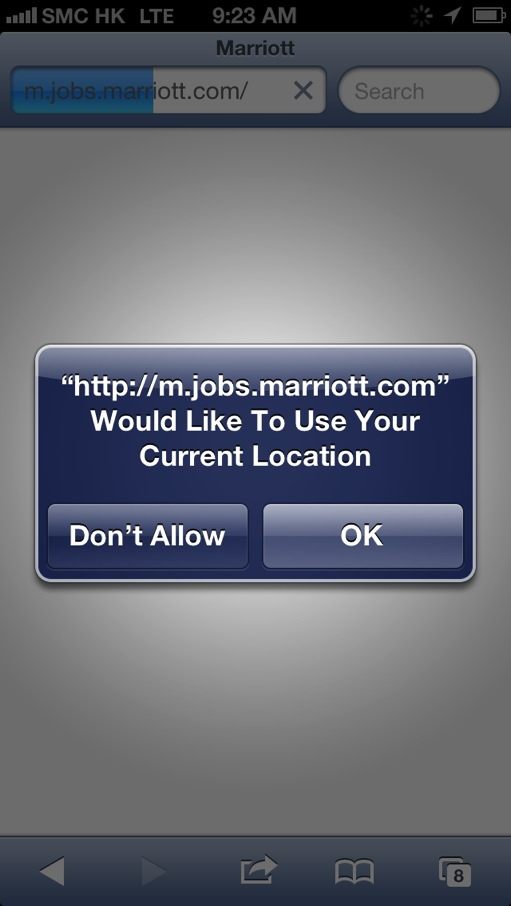 SMC HK LTE 9:23 AM
Marriott
m.jobs.marriott.com/ Search
“http://m.jobs.marriott.com”
Would Like To Use Your
Current Location
Don’t Allow OK
8